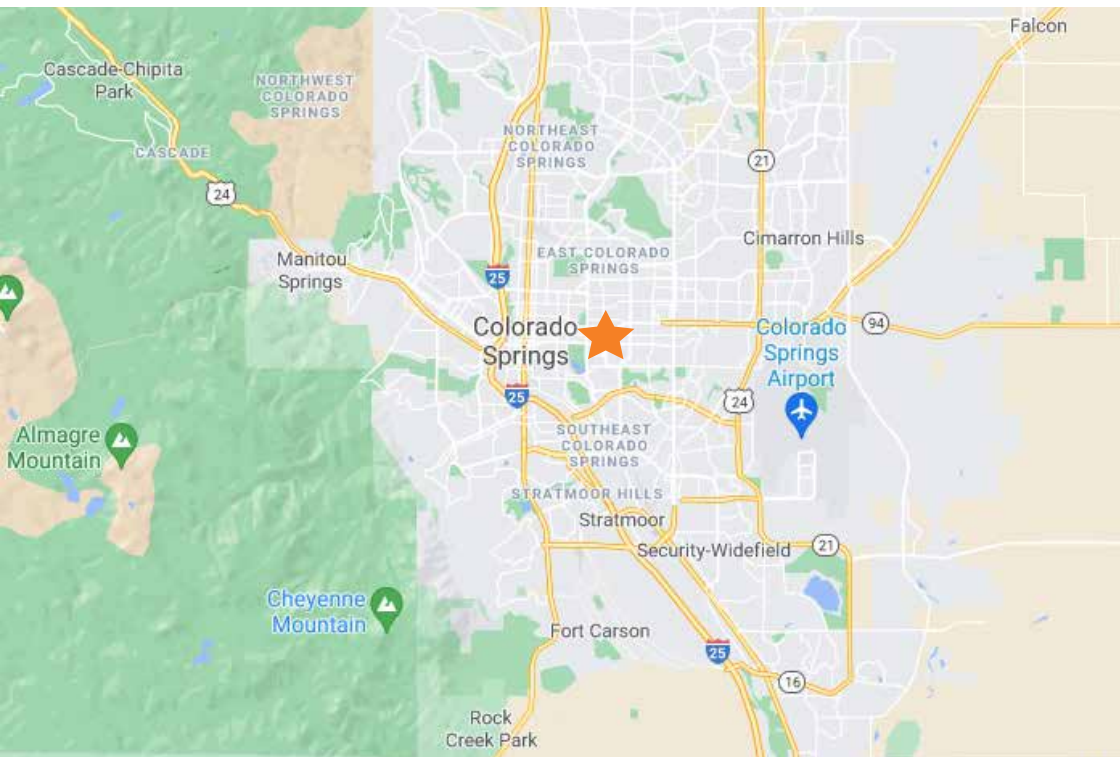 Falcon
Cascade-Chipita
Park
NORTHWEST
COLORADO
SPRINGS
NORTHEAST
COLORADO
SPRINGS
CASCADE
21
24
Cimarron Hills
EAST COLORADO
SPRINGS
Manitou
Springs
25
Colorado
Springs
94
Colorado
Springs
Airport
25
24
Almagre
Mountain
SOUTHEAST
COLORADO
SPRINGS
STRATMOOR HILLS
Stratmoor
Security-Widefield
21
Cheyenne
Mountain
Fort Carson
25
16
Rock
Creek Park